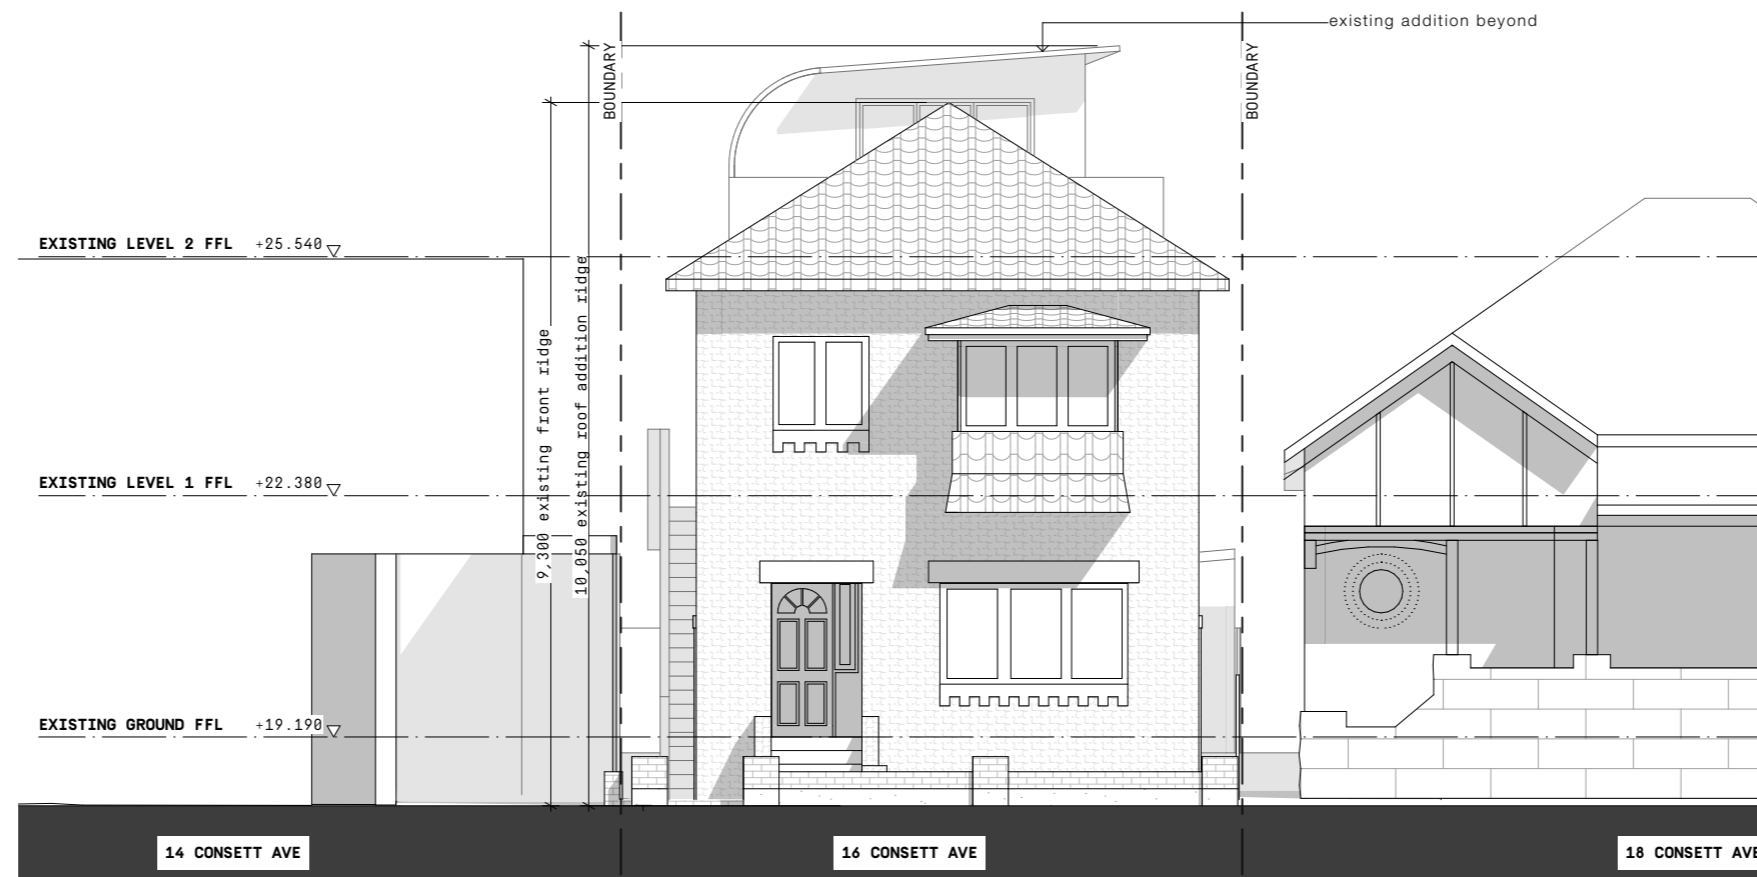 existing addition beyond
BOUNDARY
BOUNDARY
EXISTING LEVEL 2 FFL +25.540
10,050 existing roof addition ridge
9,300 existing front ridge
EXISTING LEVEL 1 FFL +22.380
EXISTING GROUND FFL +19.190
14 CONSETT AVE
16 CONSETT AVE
18 CONSETT AVE